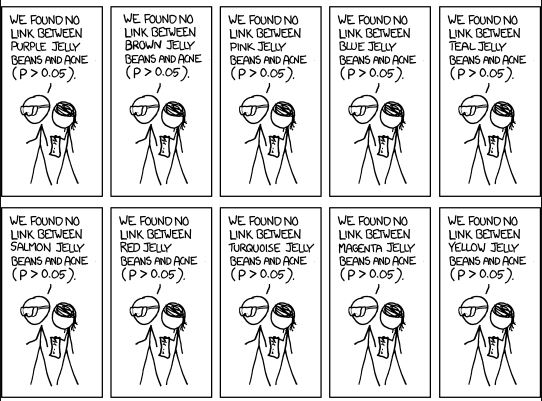 WE FOUND NO
LINK BETWEEN
PURPLE JELLY
BEANS AND ACNE
(P > 0.05).
WE FOUND NO
LINK BETWEEN
BROWN JELLY
BEANS AND ACNE
(P > 0.05).
WE FOUND NO
LINK BETWEEN
PINK JELLY
BEANS AND ACNE
(P > 0.05).
WE FOUND NO
LINK BETWEEN
BLUE JELLY
BEANS AND ACNE
(P > 0.05).
WE FOUND NO
LINK BETWEEN
TEAL JELLY
BEANS AND ACNE
(P > 0.05).
WE FOUND NO
LINK BETWEEN
SALMON JELLY
BEANS AND ACNE
(P > 0.05).
WE FOUND NO
LINK BETWEEN
RED JELLY
BEANS AND ACNE
(P > 0.05).
WE FOUND NO
LINK BETWEEN
TURQUOISE JELLY
BEANS AND ACNE
(P > 0.05).
WE FOUND NO
LINK BETWEEN
MAGENTA JELLY
BEANS AND ACNE
(P > 0.05).
WE FOUND NO
LINK BETWEEN
YELLOW JELLY
BEANS AND ACNE
(P > 0.05).